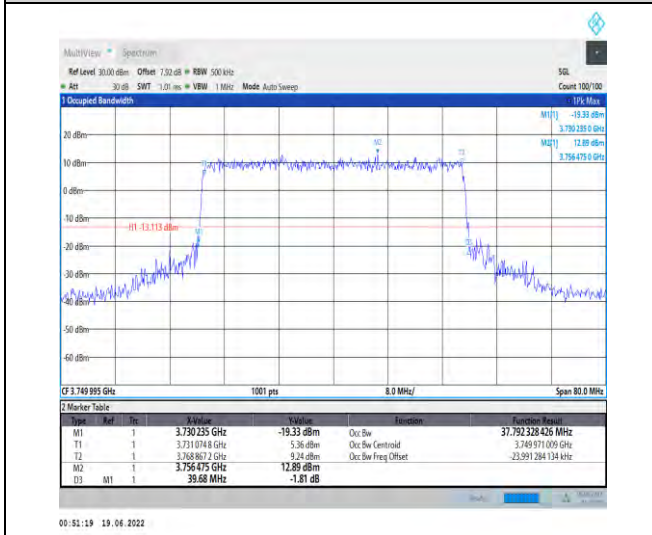 MultiView Spectrum
Ref Level 30.00 dBm Offset 7.92 dB RBW 500 kHz SGL
Att 30 dB SWT 1.01 ms VBW 1 MHz Mode Auto Sweep Count 100/100
1 Occupied Bandwidth 1Pk Max
M1[1] -19.33 dBm
3.730 235 0 GHz
M2[1] 12.89 dBm
3.756 475 0 GHz
20 dBm
M2
10 dBm
0 dBm
-10 dBm
H1 -13.113 dBm
M1
-20 dBm
-30 dBm
-40 dBm
-50 dBm
-60 dBm
CF 3.749 995 GHz 1001 pts 8.0 MHz/ Span 80.0 MHz
2 Marker Table
Type Ref Trc X-Value Y-Value Function Function Result
M1 1 3.730 235 GHz -19.33 dBm Occ Bw 37.792 328 426 MHz
T1 1 3.731 074 8 GHz 5.36 dBm Occ Bw Centroid 3.749 971 009 GHz
T2 1 3.768 867 2 GHz 9.24 dBm Occ Bw Freq Offset -23.991 284 134 kHz
M2 1 3.756 475 GHz 12.89 dBm
D3 M1 1 39.68 MHz -1.81 dB
00:51:19 19.06.2022